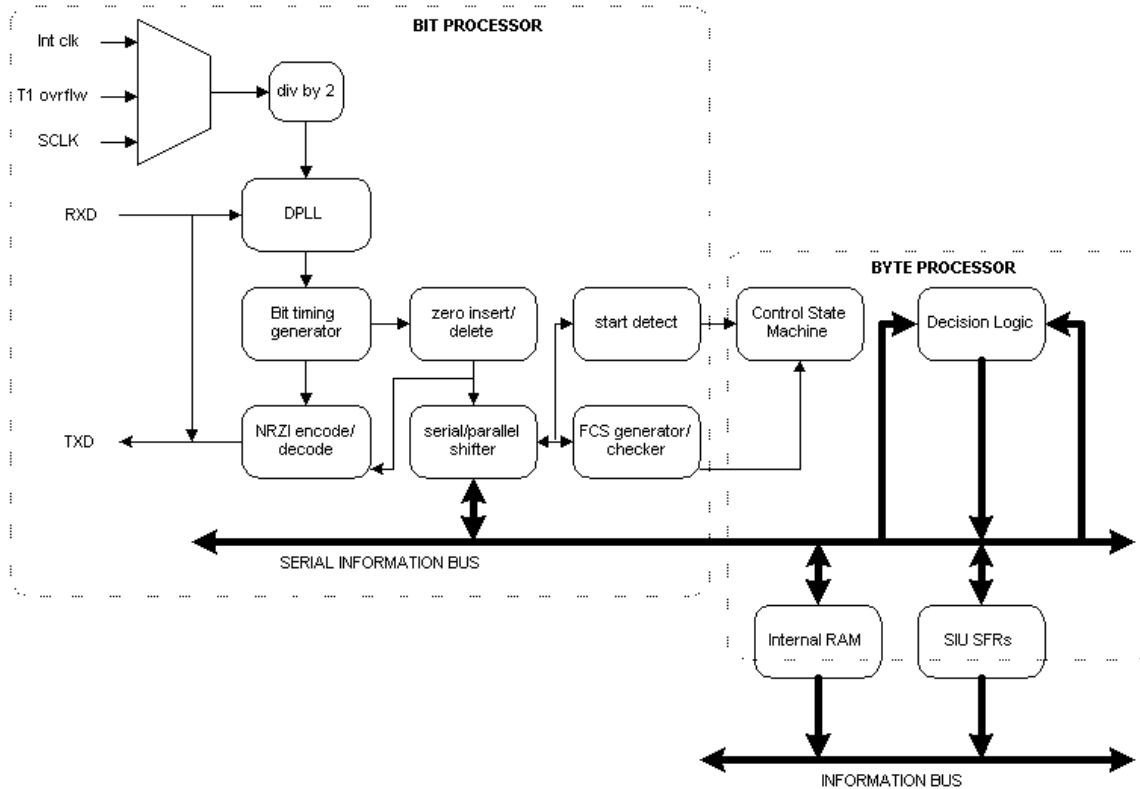 BIT PROCESSOR
Int clk
T1 ovrflw
SCLK
div by 2
RXD
DPLL
BYTE PROCESSOR
Bit timing
generator
zero insert/
delete
start detect
Control State
Machine
Decision Logic
TXD
NRZI encode/
decode
serial/parallel
shifter
FCS generator/
checker
SERIAL INFORMATION BUS
Internal RAM
SIU SFRs
INFORMATION BUS